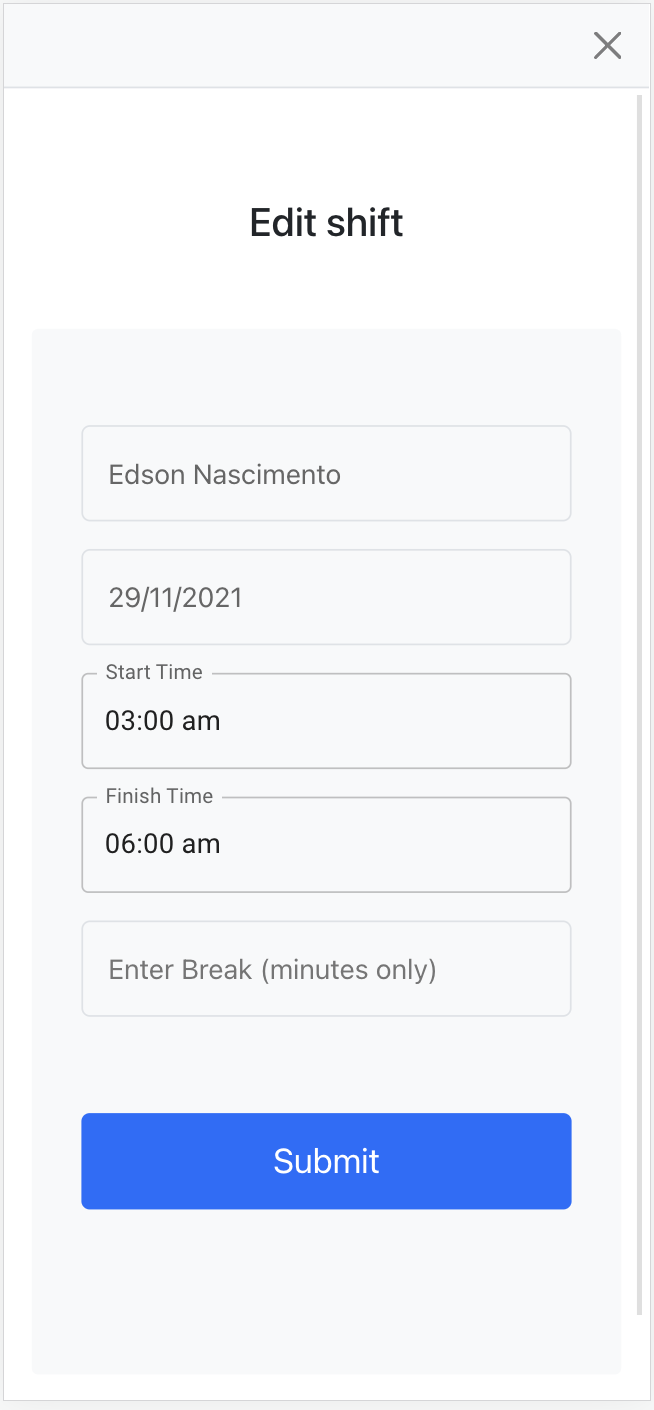 Edit shift
Edson Nascimento
29/11/2021
Start Time
03:00 am
Finish Time
06:00 am
Enter Break (minutes only)
Submit